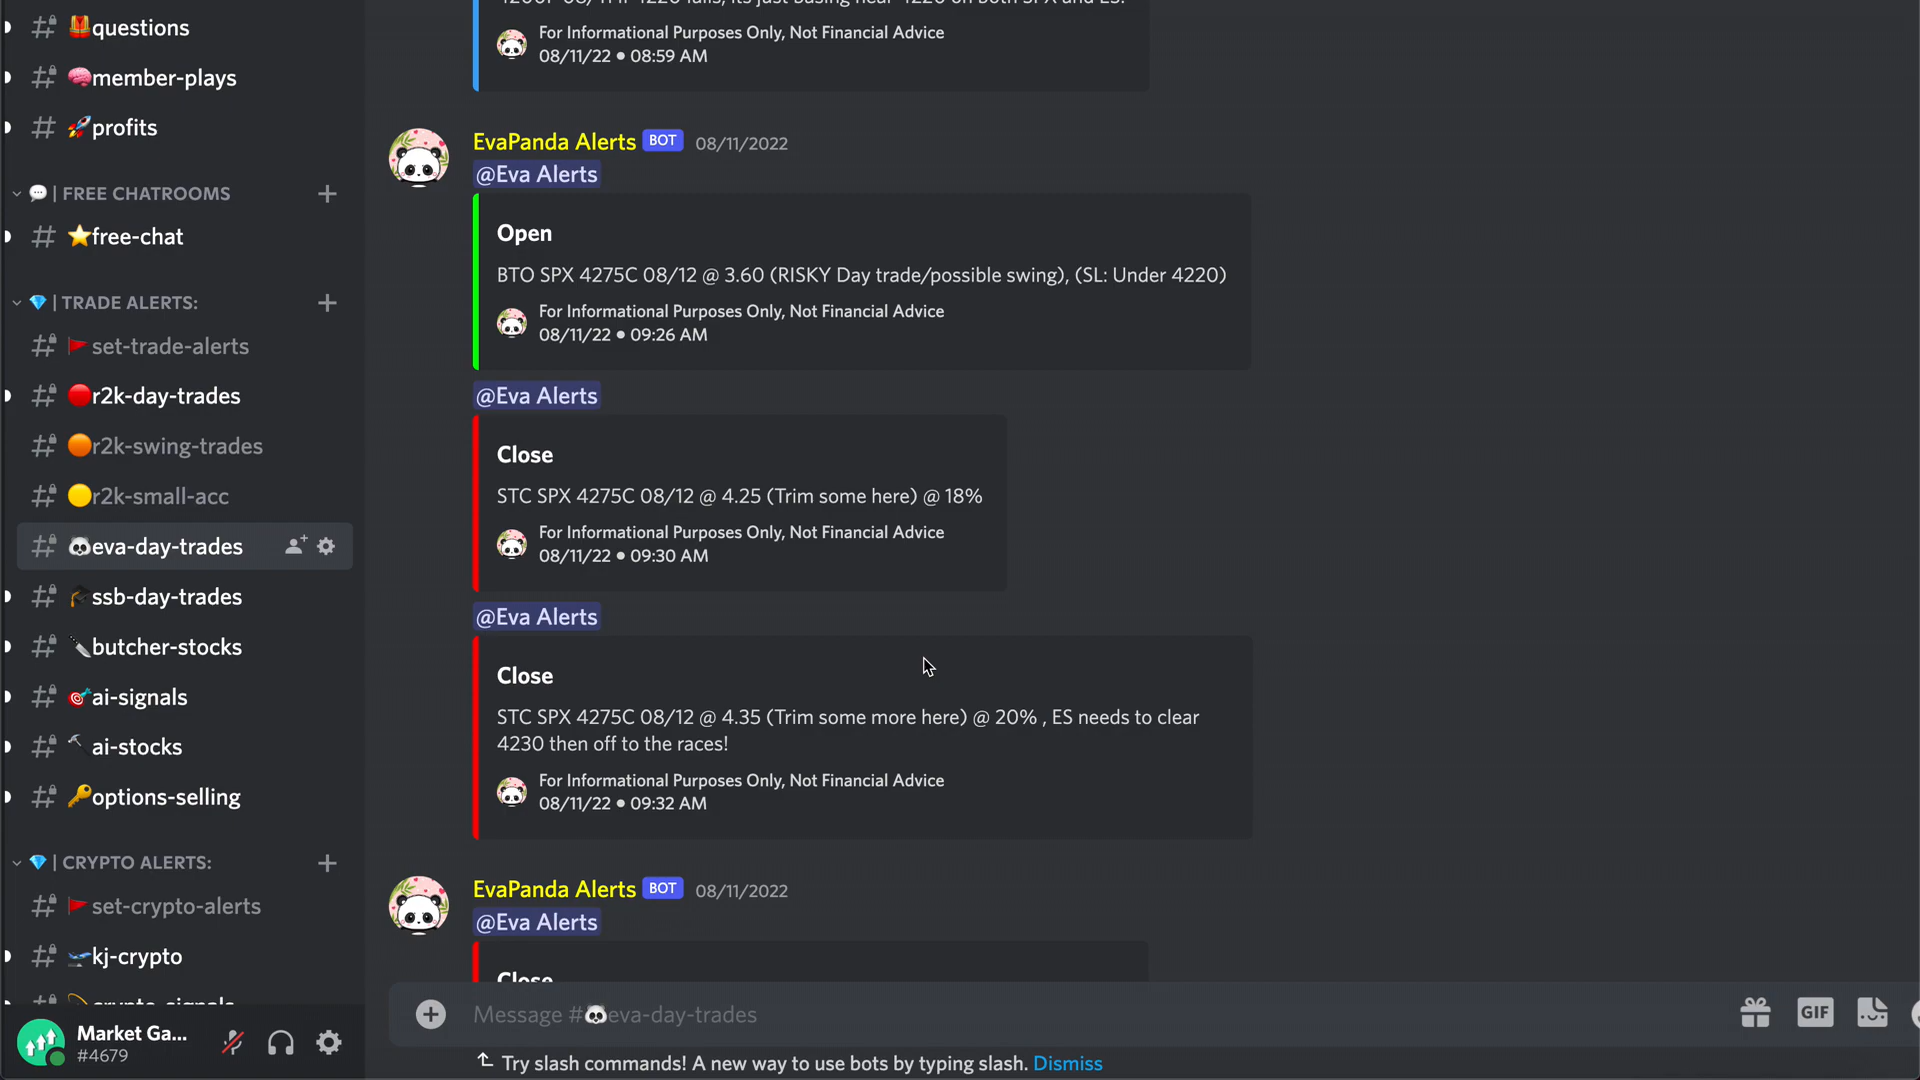 questions
member-plays
profits
| FREE CHATROOMS
free-chat
| TRADE ALERTS:
set-trade-alerts
r2k-day-trades
r2k-swing-trades
r2k-small-acc
eva-day-trades
ssb-day-trades
butcher-stocks
ai-signals
ai-stocks
options-selling
| CRYPTO ALERTS:
set-crypto-alerts
kj-crypto
crypto-signals
Market Ga...
#4679
For Informational Purposes Only, Not Financial Advice
08/11/22 • 08:59 AM
EvaPanda Alerts BOT 08/11/2022
@Eva Alerts
Open
BTO SPX 4275C 08/12 @ 3.60 (RISKY Day trade/possible swing), (SL: Under 4220)
For Informational Purposes Only, Not Financial Advice
08/11/22 • 09:26 AM
@Eva Alerts
Close
STC SPX 4275C 08/12 @ 4.25 (Trim some here) @ 18%
For Informational Purposes Only, Not Financial Advice
08/11/22 • 09:30 AM
@Eva Alerts
Close
STC SPX 4275C 08/12 @ 4.35 (Trim some more here) @ 20% , ES needs to clear
4230 then off to the races!
For Informational Purposes Only, Not Financial Advice
08/11/22 • 09:32 AM
EvaPanda Alerts BOT 08/11/2022
@Eva Alerts
Close
Message #🐼eva-day-trades
GIF
Try slash commands! A new way to use bots by typing slash. Dismiss